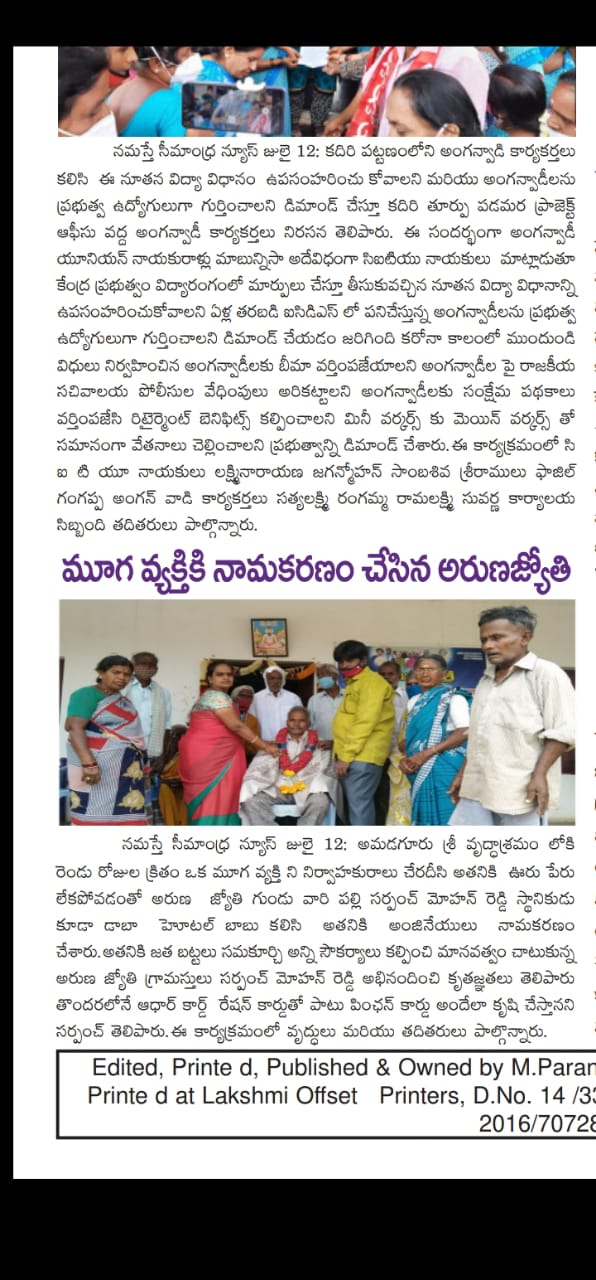 నమస్తే సీమాంధ్ర న్యూస్ జులై 12: కదిరి పట్టణంలోని అంగన్వాడి కార్యకర్తలు
కలిసి ఈ నూతన విద్యా విధానం ఉపసంహరించు కోవాలని మరియు అంగన్వాడీలను
ప్రభుత్వ ఉద్యోగులుగా గుర్తించాలని డిమాండ్ చేస్తూ కదిరి తూర్పు పడమర ప్రాజెక్ట్
ఆఫీసు వద్ద అంగన్వాడీ కార్యకర్తలు నిరసన తెలిపారు. ఈ సందర్భంగా అంగన్వాడీ
యూనియన్ నాయకురాళ్లు మాబున్నిసా అదేవిధంగా సిఐటియు నాయకులు మాట్లాడుతూ
కేంద్ర ప్రభుత్వం విద్యారంగంలో మార్పులు చేస్తూ తీసుకువచ్చిన నూతన విద్యా విధానాన్ని
ఉపసంహరించుకోవాలని ఏళ్ల తరబడి ఐసిడిఎస్ లో పనిచేస్తున్న అంగన్వాడీలను ప్రభుత్వ
ఉద్యోగులుగా గుర్తించాలని డిమాండ్ చేయడం జరిగింది కరోనా కాలంలో ముందుండి
విధులు నిర్వహించిన అంగన్వాడీలకు బీమా వర్తింపజేయాలని అంగన్వాడీల పై రాజకీయ
సచివాలయ పోలీసుల వేధింపులు అరికట్టాలని అంగన్వాడీలకు సంక్షేమ పథకాలు
వర్తింపజేసి రిటైర్మెంట్ బెనిఫిట్స్ కల్పించాలని మినీ వర్కర్స్ కు మెయిన్ వర్కర్స్ తో
సమానంగా వేతనాలు చెల్లించాలని ప్రభుత్వాన్ని డిమాండ్ చేశారు.ఈ కార్యక్రమంలో సి
ఐ టి యూ నాయకులు లక్ష్మినారాయణ జగన్మోహన్ సాంబశివ శ్రీరాములు ఫాజిల్
గంగప్ప అంగన్ వాడి కార్యకర్తలు సత్యలక్ష్మి రంగమ్మ రామలక్ష్మి సువర్ణ కార్యాలయ
సిబ్బంది తదితరులు పాల్గొన్నారు.
మూగ వ్యక్తికి నామకరణం చేసిన అరుణజ్యోతి
నమస్తే సీమాంధ్ర న్యూస్ జులై 12: అమడగూరు శ్రీ వృద్ధాశ్రమం లోకి
రెండు రోజుల క్రితం ఒక మూగ వ్యక్తి ని నిర్వాహకురాలు చేరదీసి అతనికి ఊరు పేరు
లేకపోవడంతో అరుణ జ్యోతి గుండు వారి పల్లి సర్పంచ్ మోహన్ రెడ్డి స్థానికుడు
కూడా డాబా హెూటల్ బాబు కలిసి అతనికి అంజినేయులు నామకరణం
చేశారు.అతనికి జత బట్టలు సమకూర్చి అన్ని సౌకర్యాలు కల్పించి మానవత్వం చాటుకున్న
అరుణ జ్యోతి గ్రామస్తులు సర్పంచ్ మోహన్ రెడ్డి అభినందించి కృతజ్ఞతలు తెలిపారు
తొందరలోనే ఆధార్ కార్డ్ రేషన్ కార్డుతో పాటు పింఛన్ కార్డు అందేలా కృషి చేస్తానని
సర్పంచ్ తెలిపారు.ఈ కార్యక్రమంలో వృద్ధులు మరియు తదితరులు పాల్గొన్నారు.
Edited, Printe d, Published & Owned by M.Paran
Printe d at Lakshmi Offset Printers, D.No. 14 /33
2016/70728